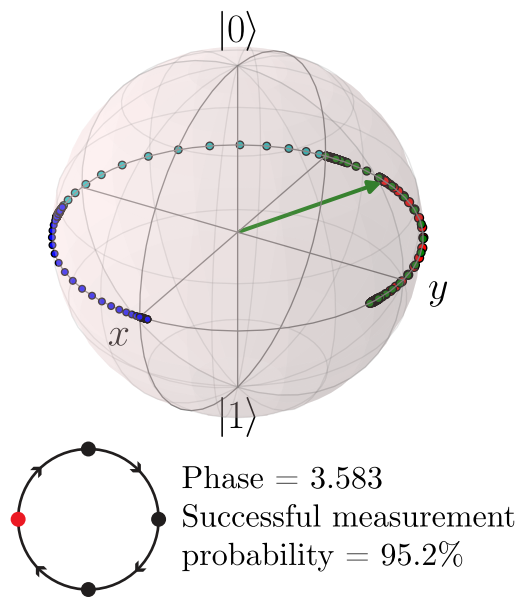 |0⟩
y
x
|1⟩
Phase = 3.583
Successful measurement
probability = 95.2%